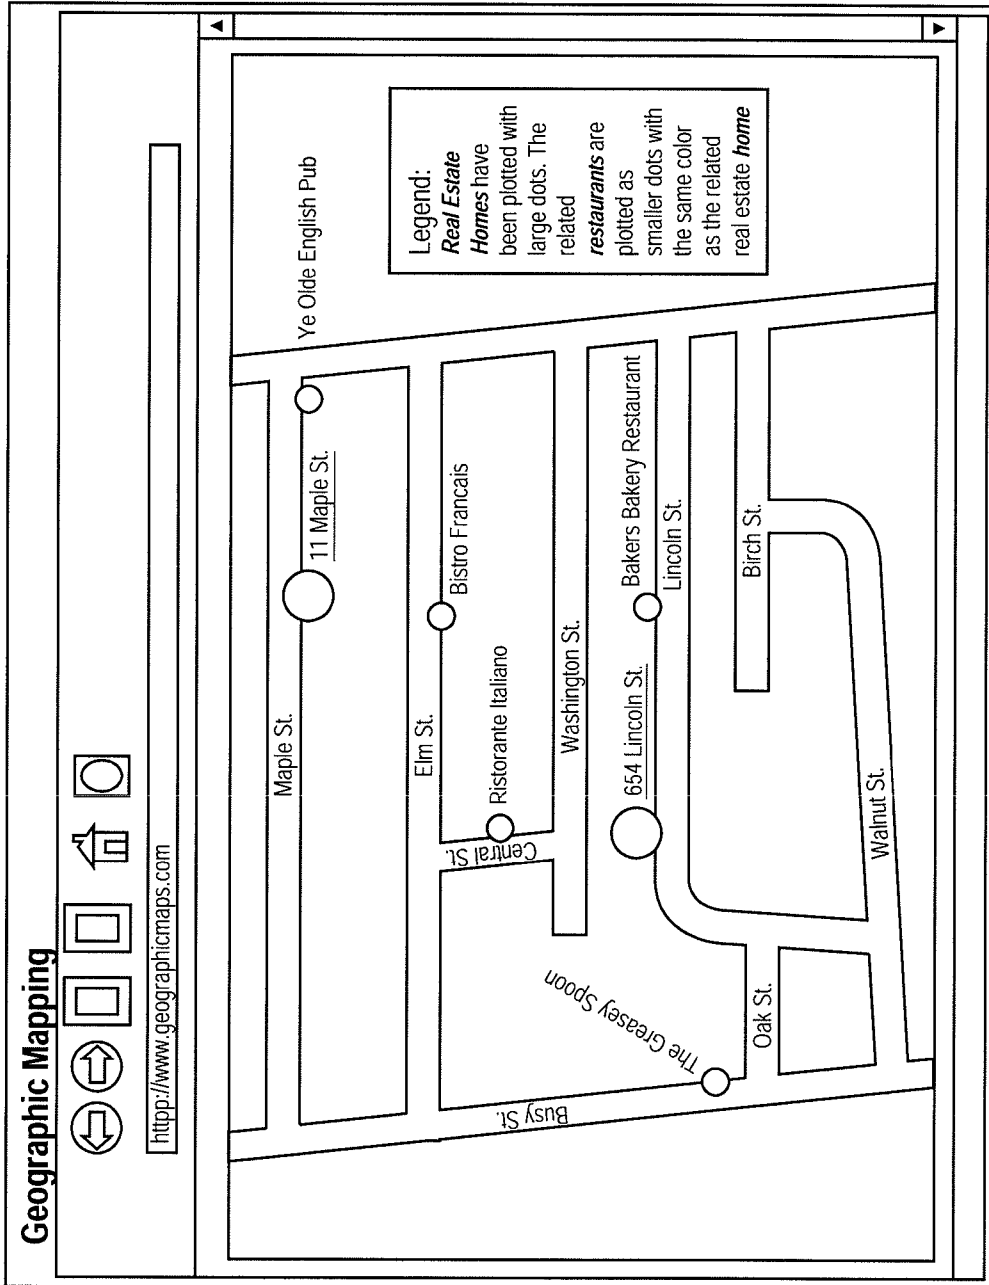 Geographic Mapping
httpp://www.geographicmaps.com
Maple St.
11 Maple St.
Ye Olde English Pub
Elm St.
Bistro Francais
Central St.
Ristorante Italiano
Washington St.
Busy St.
The Greasey Spoon
654 Lincoln St.
Bakers Bakery Restaurant
Lincoln St.
Oak St.
Birch St.
Walnut St.
Legend:
Real Estate
Homes have
been plotted with
large dots. The
related
restaurants are
plotted as
smaller dots with
the same color
as the related
real estate home